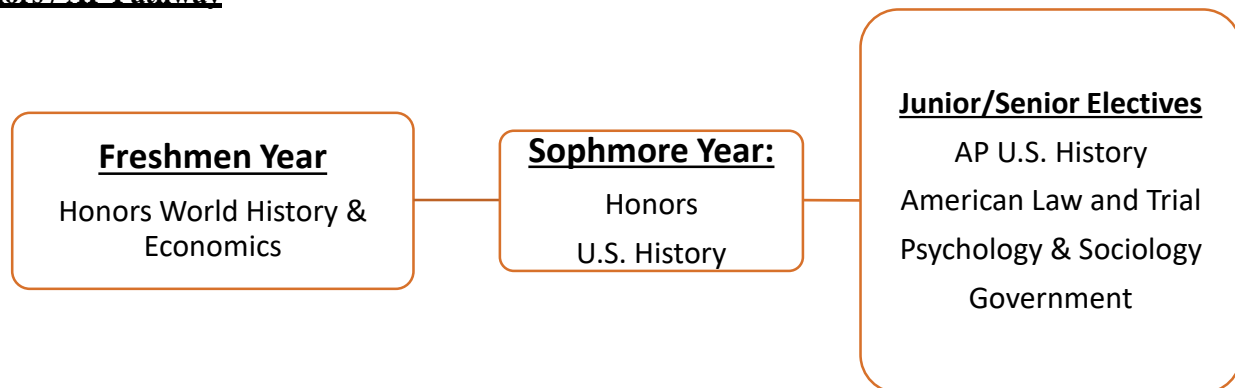 Pathway
Freshmen Year
Honors World History &
Economics
Sophmore Year:
Honors
U.S. History
Junior/Senior Electives
AP U.S. History
American Law and Trial
Psychology & Sociology
Government